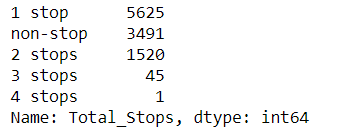 1 stop      5625
non-stop    3491
2 stops     1520
3 stops       45
4 stops        1
Name: Total_Stops, dtype: int64